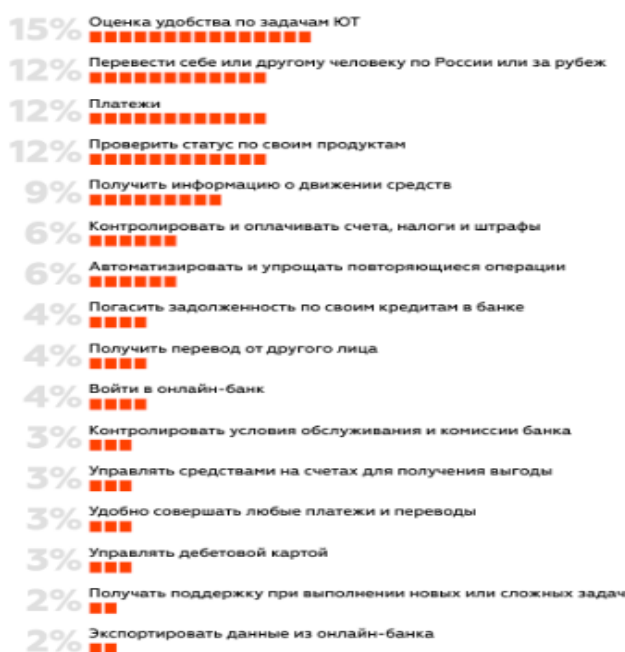 15% Оценка удобства по задачам ЮТ
12% Перевести себе или другому человеку по России или за рубеж
12% Платежи
12% Проверить статус по своим продуктам
9% Получить информацию о движении средств
6% Контролировать и оплачивать счета, налоги и штрафы
6% Автоматизировать и упрощать повторяющиеся операции
4% Погасить задолженность по своим кредитам в банке
4% Получить перевод от другого лица
4% Войти в онлайн-банк
3% Контролировать условия обслуживания и комиссии банка
3% Управлять средствами на счетах для получения выгоды
3% Удобно совершать любые платежи и переводы
3% Управлять дебетовой картой
2% Получать поддержку при выполнении новых или сложных задач
2% Экспортировать данные из онлайн-банка